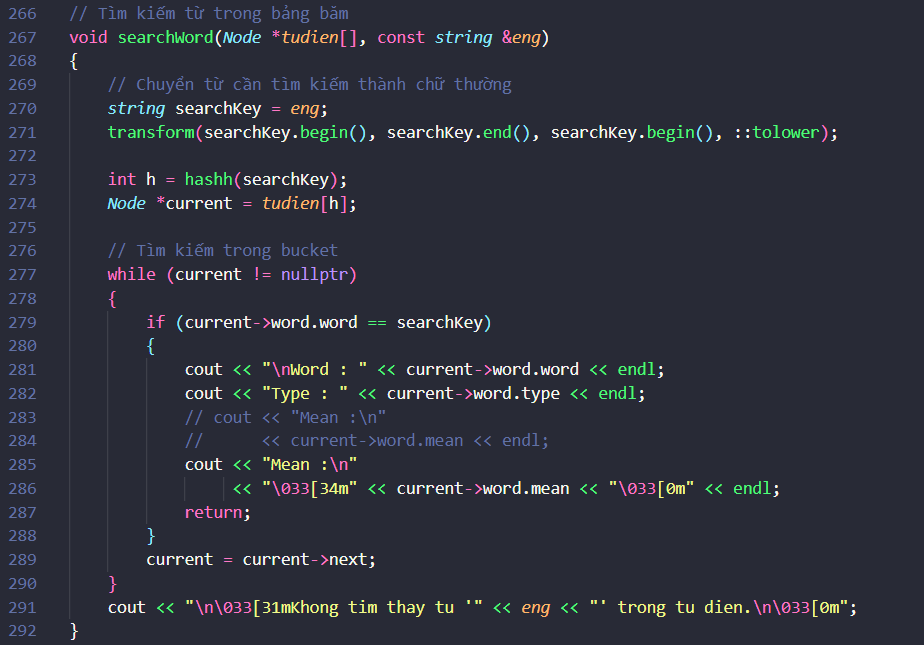 266 // Tìm kiếm từ trong bảng băm
267 void searchWord(Node *tudien[], const string &eng)
268 {
269     // Chuyển từ cần tìm kiếm thành chữ thường
270     string searchKey = eng;
271     transform(searchKey.begin(), searchKey.end(), searchKey.begin(), ::tolower);
272
273     int h = hashh(searchKey);
274     Node *current = tudien[h];
275
276     // Tìm kiếm trong bucket
277     while (current != nullptr)
278     {
279         if (current->word.word == searchKey)
280         {
281             cout << "\nWord : " << current->word.word << endl;
282             cout << "Type : " << current->word.type << endl;
283             // cout << "Mean :\n"
284             //      << current->word.mean << endl;
285             cout << "Mean :\n"
286                  << "\033[34m" << current->word.mean << "\033[0m" << endl;
287             return;
288         }
289         current = current->next;
290     }
291     cout << "\n\033[31mKhong tim thay tu '" << eng << "' trong tu dien.\n\033[0m";
292 }